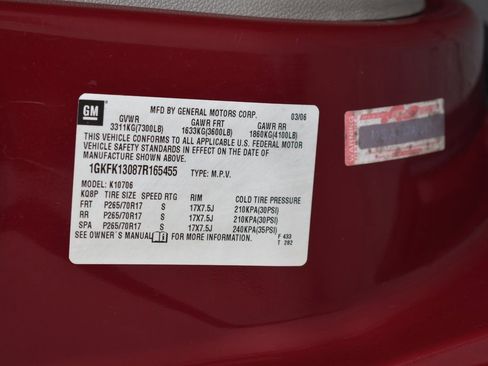 GM
MFD BY GENERAL MOTORS CORP. 03/06
GVWR GAWR FRT GAWR RR
3311KG(7300LB) 1633KG(3600LB) 1860KG(4100LB)
THIS VEHICLE CONFORMS TO ALL APPLICABLE U.S. FEDERAL MOTOR
VEHICLE SAFETY STANDARDS IN EFFECT ON THE DATE OF
MANUFACTURE SHOWN ABOVE.
1GKFK13087R165455 TYPE: M.P.V.
MODEL: K10706
KQ8P TIRE SIZE SPEED RTG RIM COLD TIRE PRESSURE
FRT P265/70R17 S 17X7.5J 210KPA(30PSI)
RR P265/70R17 S 17X7.5J 210KPA(30PSI)
SPA P265/70R17 S 17X7.5J 240KPA(35PSI)
SEE OWNER`S MANUAL i FOR MORE INFORMATION.
F 433
T 282
WARNING